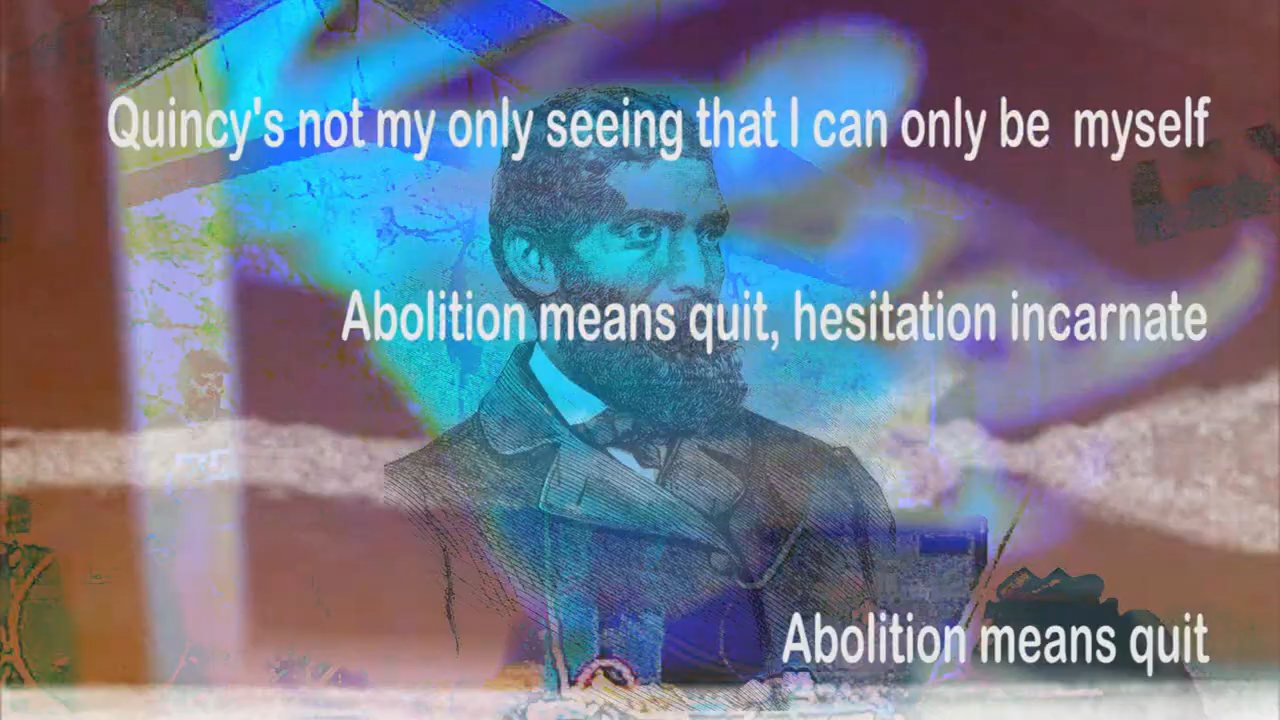 Quincy's not my only seeing that I can only be  myself
Abolition means quit, hesitation incarnate
Abolition means quit